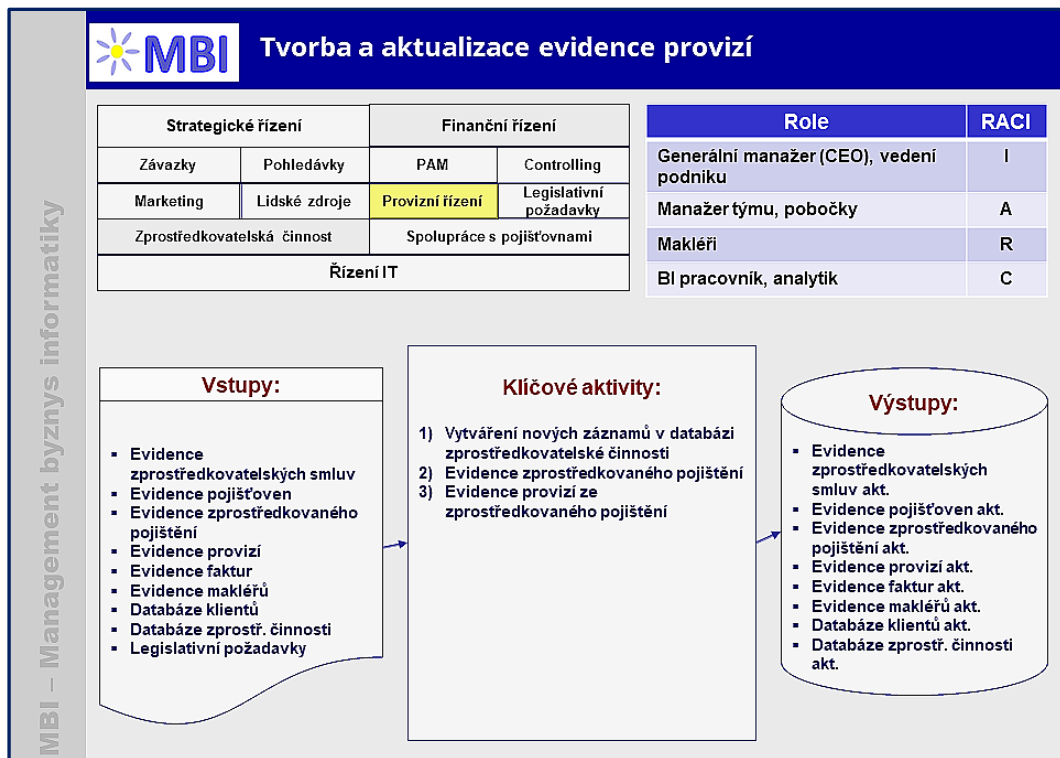 MBI
Tvorba a aktualizace evidence provizí
MBI – Management byznys informatiky
Strategické řízení
Finanční řízení
Závazky
Pohledávky
PAM
Controlling
Marketing
Lidské zdroje
Provizní řízení
Legislativní
požadavky
Zprostředkovatelská činnost
Spolupráce s pojišťovnami
Řízení IT
Role RACI
Generální manažer (CEO), vedení
podniku
I
Manažer týmu, pobočky A
Makléři R
BI pracovník, analytik C
Vstupy:
▪ Evidence
zprostředkovatelských smluv
▪ Evidence pojišťoven
▪ Evidence zprostředkovaného
pojištění
▪ Evidence provizí
▪ Evidence faktur
▪ Evidence makléřů
▪ Databáze klientů
▪ Databáze zprostř. činnosti
▪ Legislativní požadavky
Klíčové aktivity:
1) Vytváření nových záznamů v databázi
zprostředkovatelské činnosti
2) Evidence zprostředkovaného pojištění
3) Evidence provizí ze
zprostředkovaného pojištění
Výstupy:
▪ Evidence
zprostředkovatelských
smluv akt.
▪ Evidence pojišťoven akt.
▪ Evidence zprostředkovaného
pojištění akt.
▪ Evidence provizí akt.
▪ Evidence faktur akt.
▪ Evidence makléřů akt.
▪ Databáze klientů akt.
▪ Databáze zprostř. činnosti
akt.